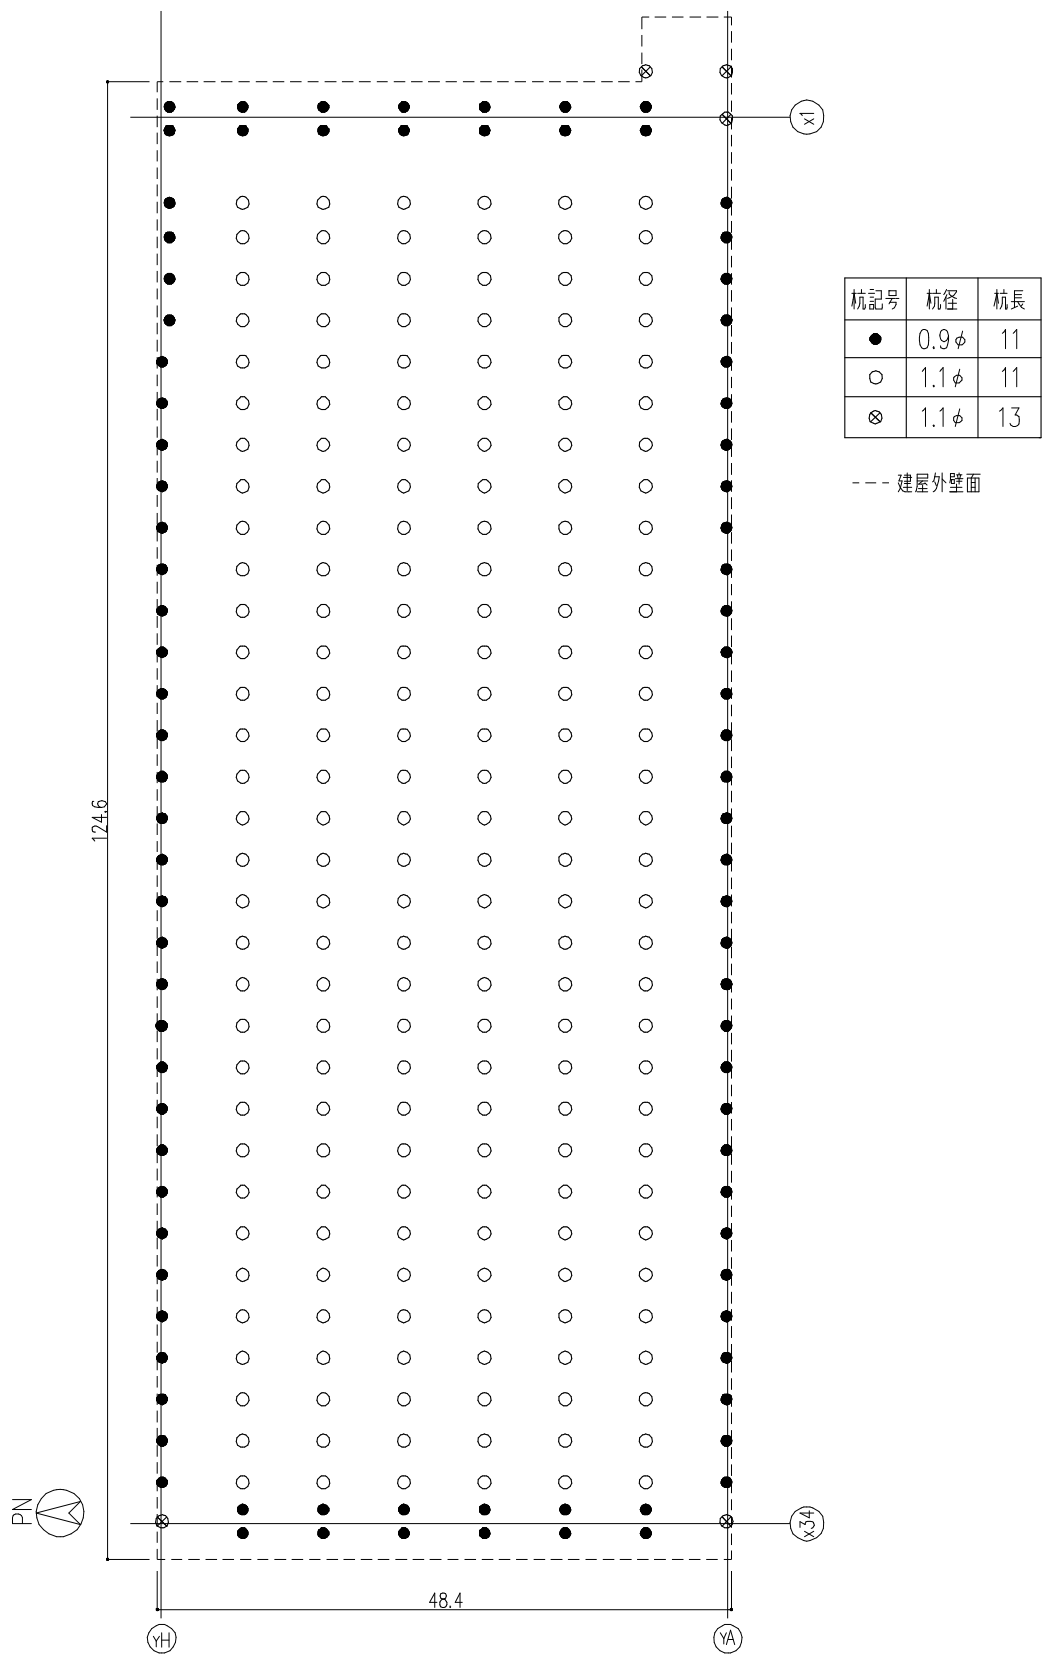 x1
杭記号 杭径 杭長
● 0.9φ 11
○ 1.1φ 11
⊗ 1.1φ 13
--- 建屋外壁面
124.6
PN
x34
48.4
YH
YA